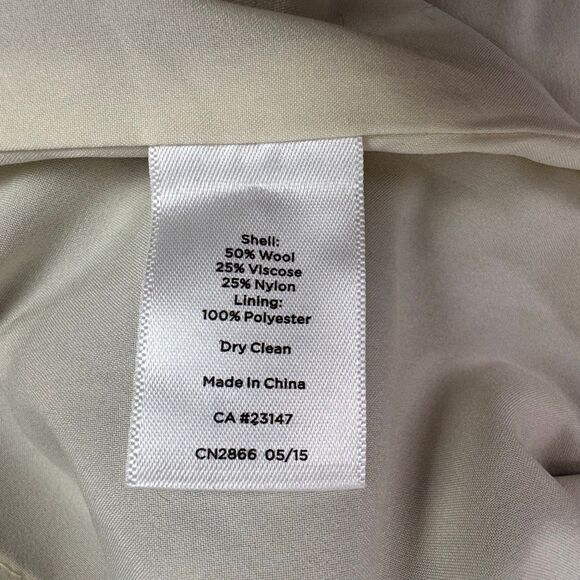 Shell:
50% Wool
25% Viscose
25% Nylon
Lining:
100% Polyester
Dry Clean
Made In China
CA #23147
CN2866 05/15